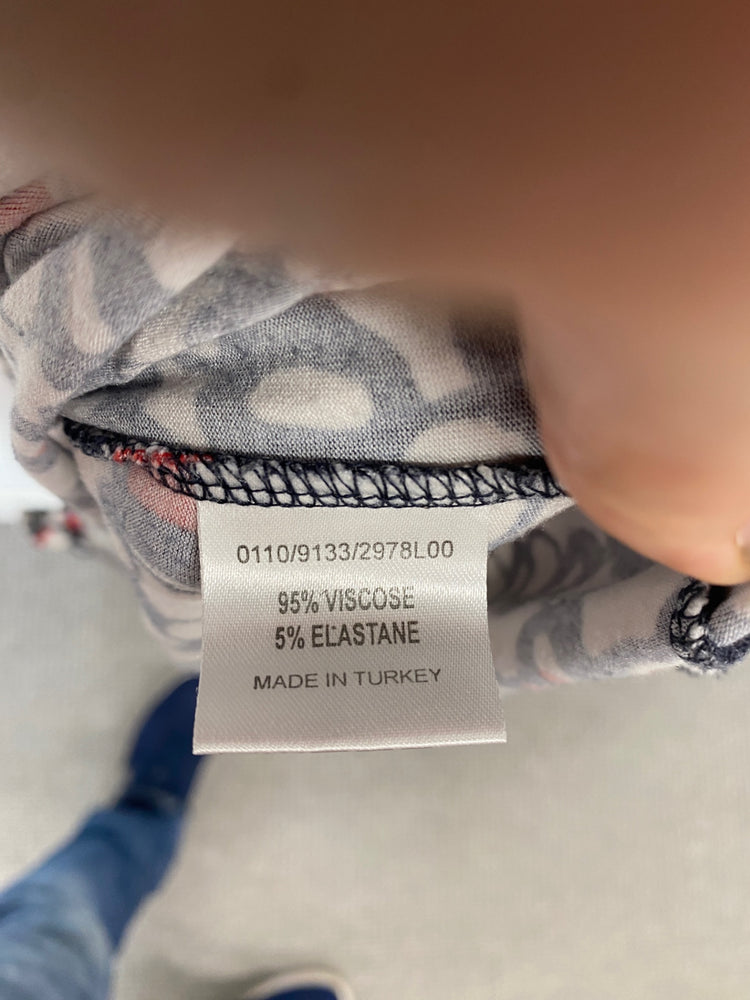 0110/9133/2978L00
95% VISCOSE
5% ELASTANE
MADE IN TURKEY